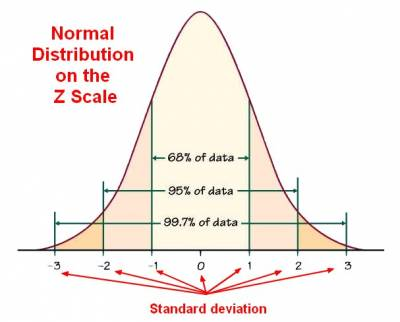 Normal
Distribution
on the
Z Scale
68% of data
95% of data
99.7% of data
-3 -2 -1 0 1 2 3
Standard deviation